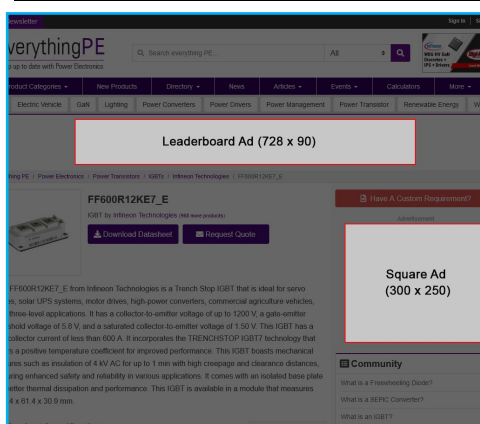 Newsletter
Sign In
verythingPE
up to date with Power Electronics
Search everything PE...
All
Product Categories
New Products
Directory
News
Articles
Events
Calculators
More
Electric Vehicle
GaN
Lighting
Power Converters
Power Drivers
Power Management
Power Transistor
Renewable Energy
Leaderboard Ad (728 x 90)
thing PE / Power Electronics / Power Transistors / IGBTs / Infineon Technologies / FF600R12KE7_E
FF600R12KE7_E
IGBT by Infineon Technologies (960 more products)
Download Datasheet
Request Quote
Have A Custom Requirement?
Advertisement
Square Ad
(300 x 250)
FF600R12KE7_E from Infineon Technologies is a Trench Stop IGBT that is ideal for servo
es, solar UPS systems, motor drives, high-power converters, commercial agriculture vehicles,
three-level applications. It has a collector-to-emitter voltage of up to 1200 V, a gate-emitter
shold voltage of 5.8 V, and a saturated collector-to-emitter voltage of 1.50 V. This IGBT has a
collector current of less than 600 A. It incorporates the TRENCHSTOP IGBT7 technology that
s a positive temperature coefficient for improved performance. This IGBT boasts mechanical
ures such as insulation of 4 kV AC for up to 1 min with high creepage and clearance distances,
uring enhanced safety and reliability in various applications. It comes with an isolated base plate
etter thermal dissipation and performance. This IGBT is available in a module that measures
4 x 61.4 x 30.9 mm.
Community
What is a Freewheeling Diode?
What is a SEPIC Converter?
What is an IGBT?